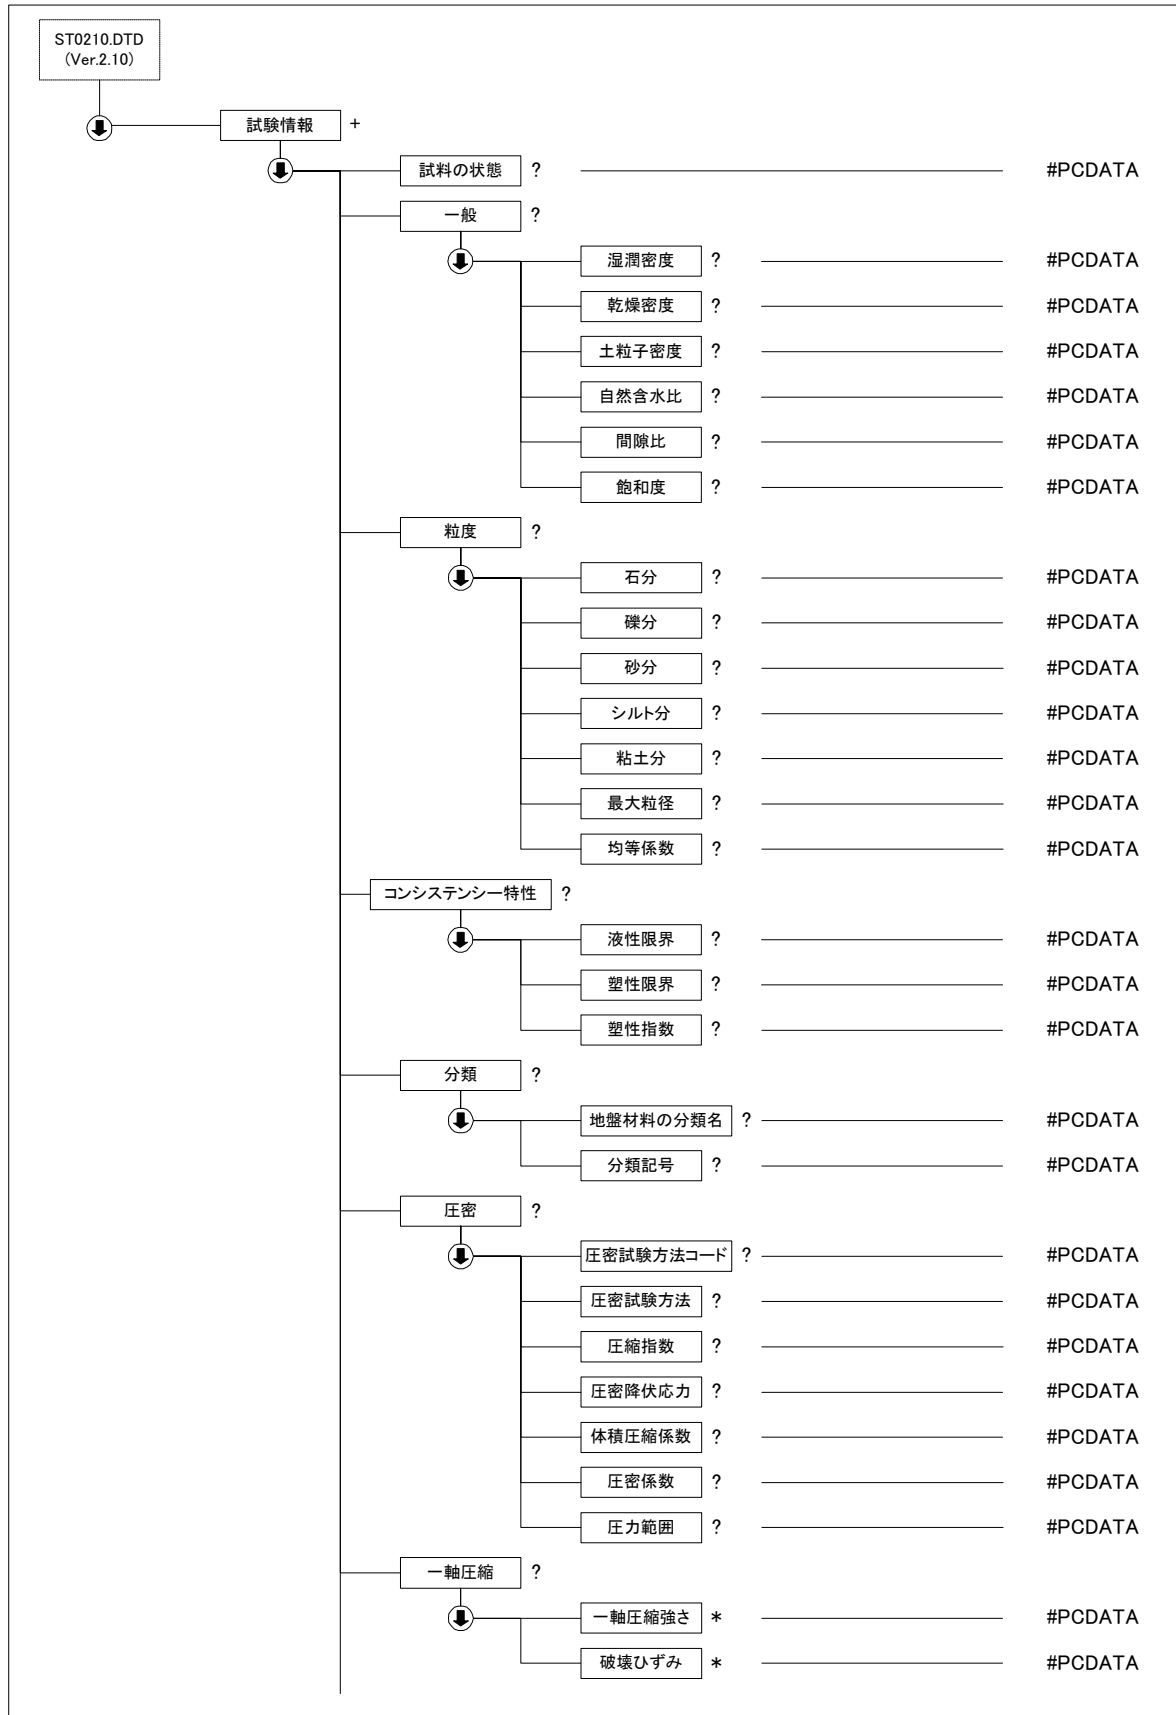 ST0210.DTD
(Ver.2.10)
試験情報 +
試料の状態 ? #PCDATA
一般 ?
湿潤密度 ? #PCDATA
乾燥密度 ? #PCDATA
土粒子密度 ? #PCDATA
自然含水比 ? #PCDATA
間隙比 ? #PCDATA
飽和度 ? #PCDATA
粒度 ?
石分 ? #PCDATA
礫分 ? #PCDATA
砂分 ? #PCDATA
シルト分 ? #PCDATA
粘土分 ? #PCDATA
最大粒径 ? #PCDATA
均等係数 ? #PCDATA
コンシステンシー特性 ?
液性限界 ? #PCDATA
塑性限界 ? #PCDATA
塑性指数 ? #PCDATA
分類 ?
地盤材料の分類名 ? #PCDATA
分類記号 ? #PCDATA
圧密 ?
圧密試験方法コード ? #PCDATA
圧密試験方法 ? #PCDATA
圧縮指数 ? #PCDATA
圧密降伏応力 ? #PCDATA
体積圧縮係数 ? #PCDATA
圧密係数 ? #PCDATA
圧力範囲 ? #PCDATA
一軸圧縮 ?
一軸圧縮強さ * #PCDATA
破壊ひずみ * #PCDATA